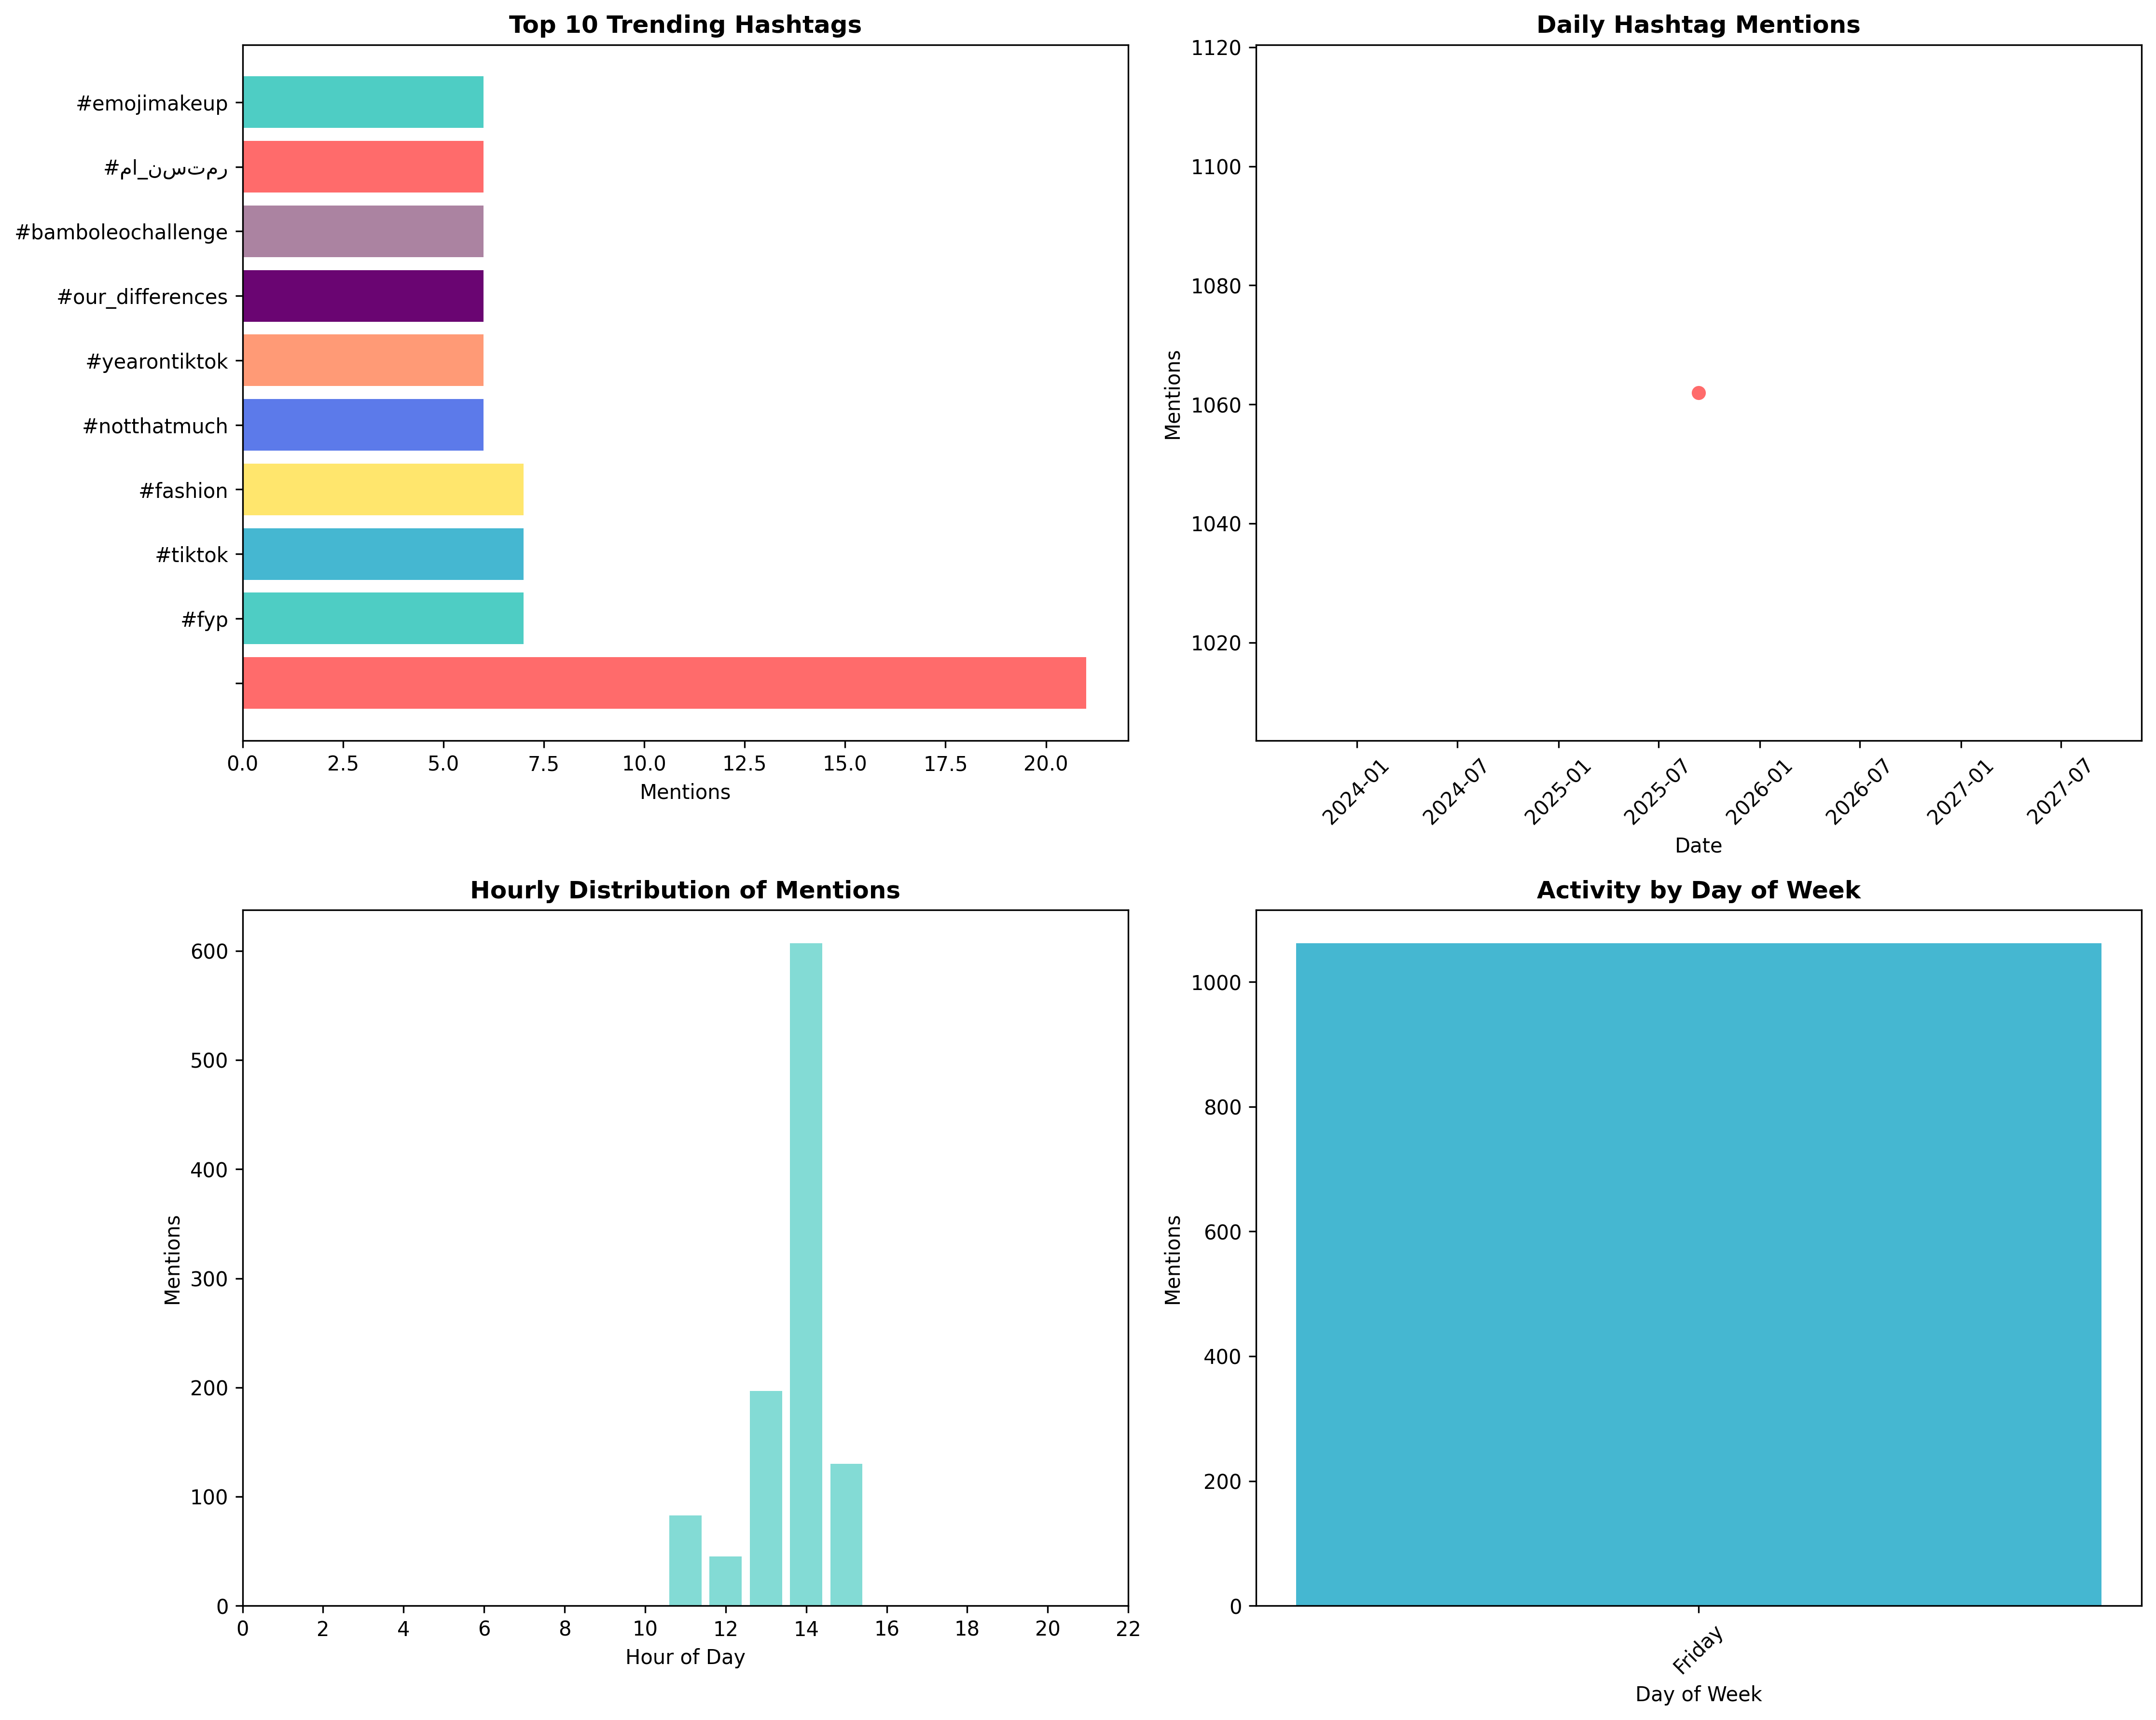 Top 10 Trending Hashtags
#emojimakeup
#رمتسن_ام
#bamboleochallenge
#our_differences
#yearontiktok
#notthatmuch
#fashion
#tiktok
#fyp
0.0 2.5 5.0 7.5 10.0 12.5 15.0 17.5 20.0
Mentions
Daily Hashtag Mentions
1120
1100
1080
1060
1040
1020
Mentions
2024-01 2024-07 2025-01 2025-07 2026-01 2026-07 2027-01 2027-07
Date
Hourly Distribution of Mentions
600
500
400
300
200
100
0
Mentions
0 2 4 6 8 10 12 14 16 18 20 22
Hour of Day
Activity by Day of Week
1000
800
600
400
200
0
Mentions
Friday
Day of Week